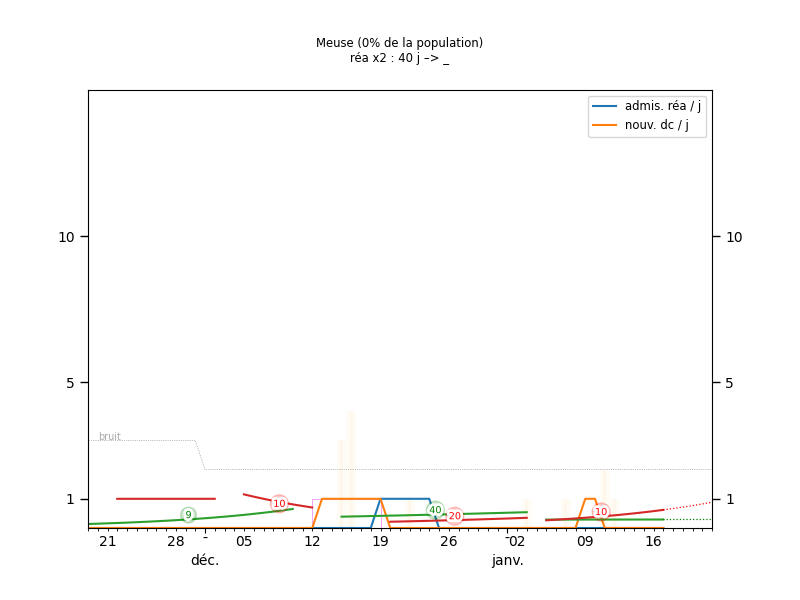 Meuse (0% de la population)
réa x2 : 40 j –> _
admis. réa / j
nouv. dc / j
10 10
5 5
bruit
1 1
9 10 40 20 10
21 28 - 05 12 19 26 - 02 09 16
déc. janv.